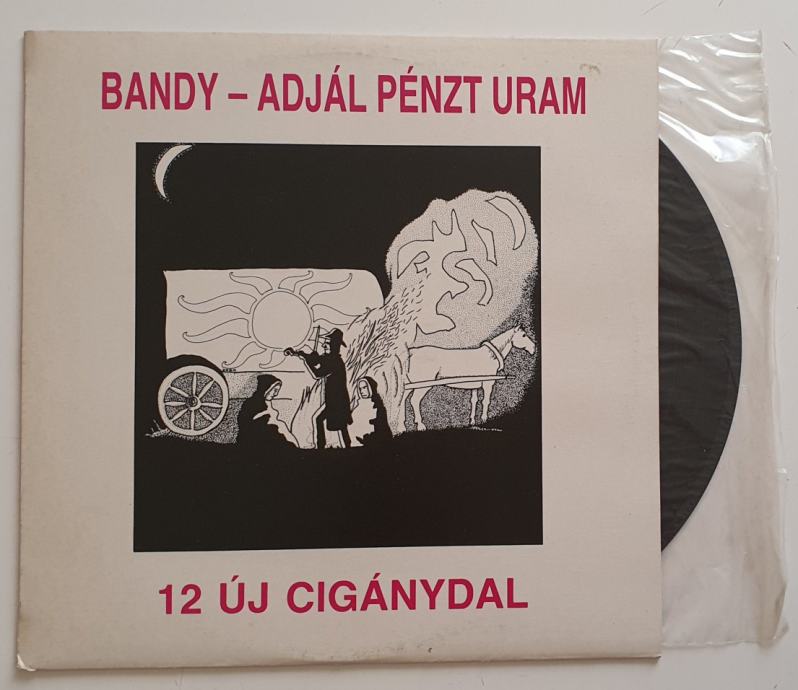 BANDY – ADJÁL PÉNZT URAM
12 ÚJ CIGÁNYDAL